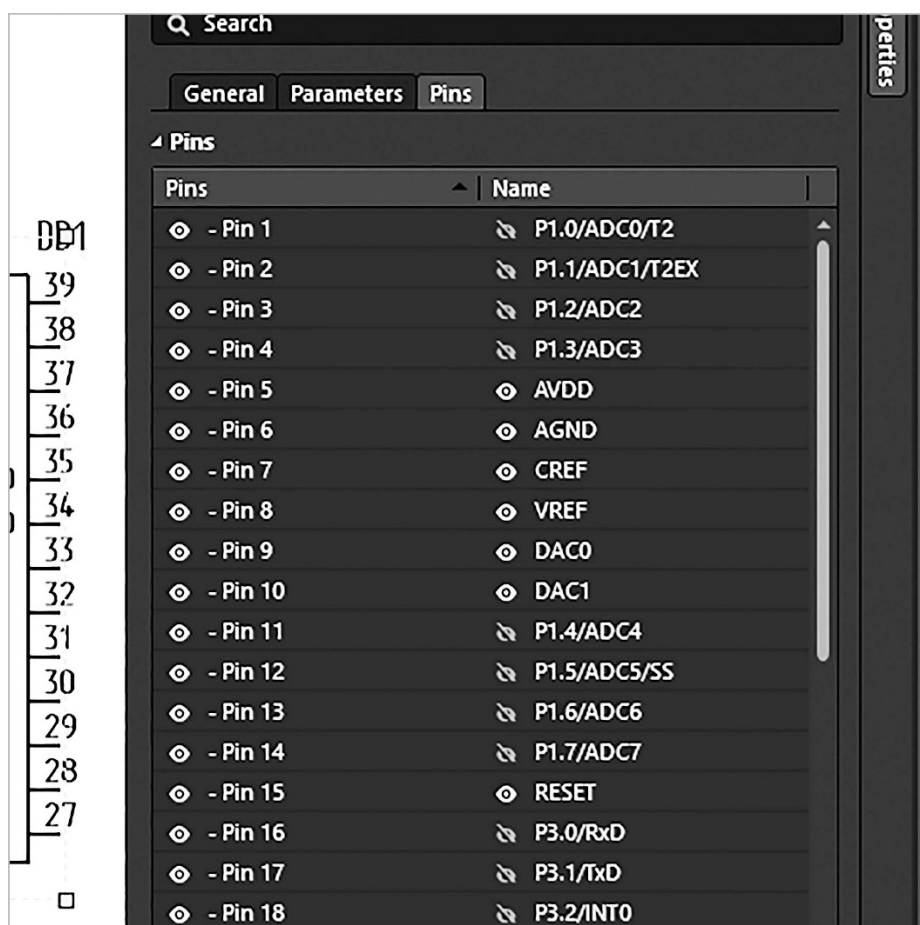 Search
General Parameters Pins
Pins
Pins Name
- Pin 1 P1.0/ADC0/T2
- Pin 2 P1.1/ADC1/T2EX
- Pin 3 P1.2/ADC2
- Pin 4 P1.3/ADC3
- Pin 5 AVDD
- Pin 6 AGND
- Pin 7 CREF
- Pin 8 VREF
- Pin 9 DAC0
- Pin 10 DAC1
- Pin 11 P1.4/ADC4
- Pin 12 P1.5/ADC5/SS
- Pin 13 P1.6/ADC6
- Pin 14 P1.7/ADC7
- Pin 15 RESET
- Pin 16 P3.0/RxD
- Pin 17 P3.1/TxD
- Pin 18 P3.2/INT0
39
38
37
36
35
34
33
32
31
30
29
28
27
operties